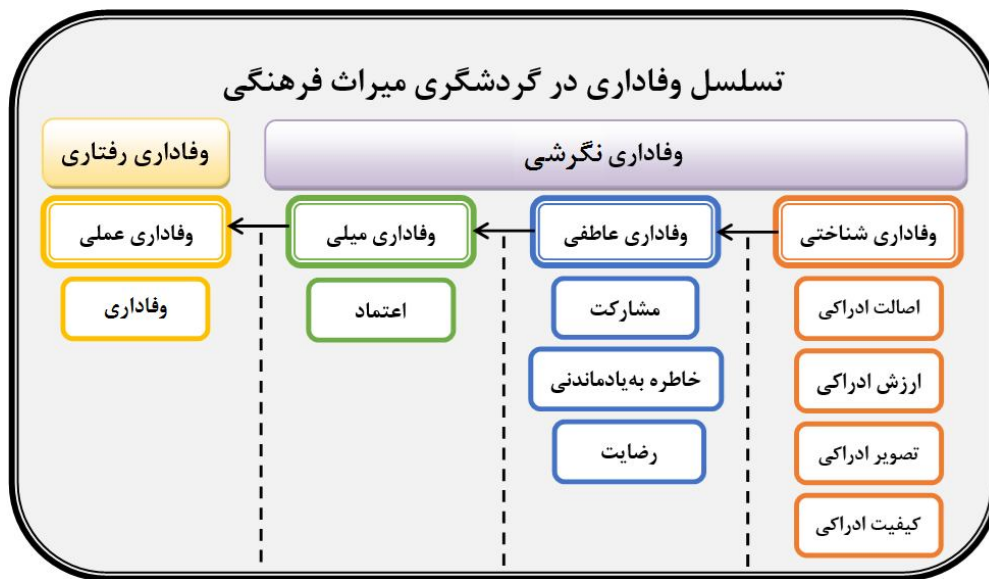 تسلسل وفاداری در گردشگری میراث فرهنگی
وفاداری نگرشی
وفاداری رفتاری
وفاداری شناختی
وفاداری عاطفی
وفاداری میلی
وفاداری عملی
اصالت ادراکی
ارزش ادراکی
تصویر ادراکی
کیفیت ادراکی
مشارکت
خاطره به‌یادماندنی
رضایت
اعتماد
وفاداری